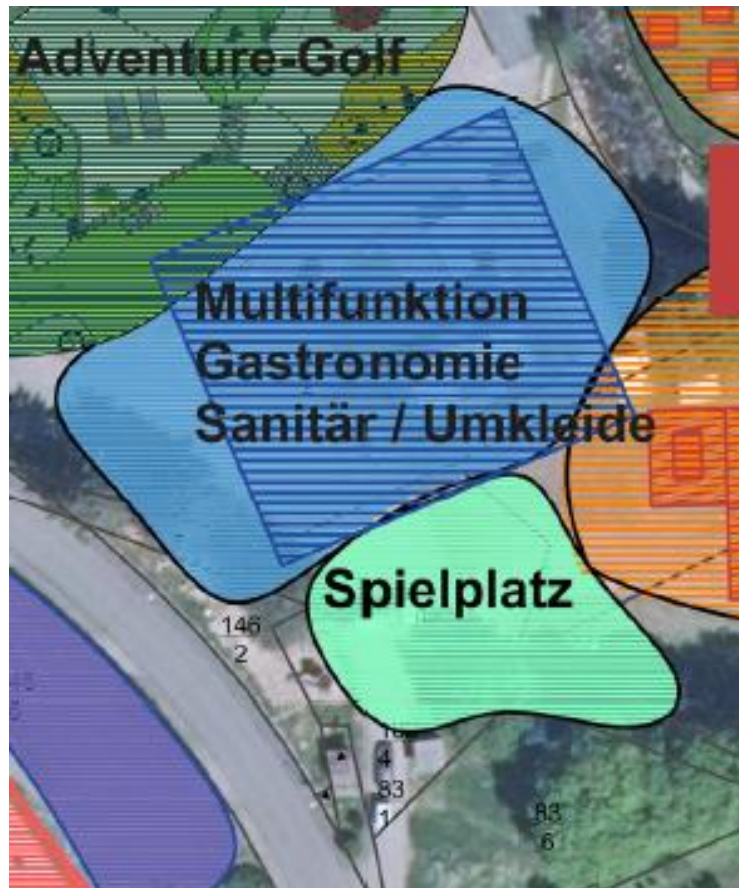 Adventure-Golf
Multifunktion
Gastronomie
Sanitär / Umkleide
Spielplatz
146
2
4
83
1
83
6